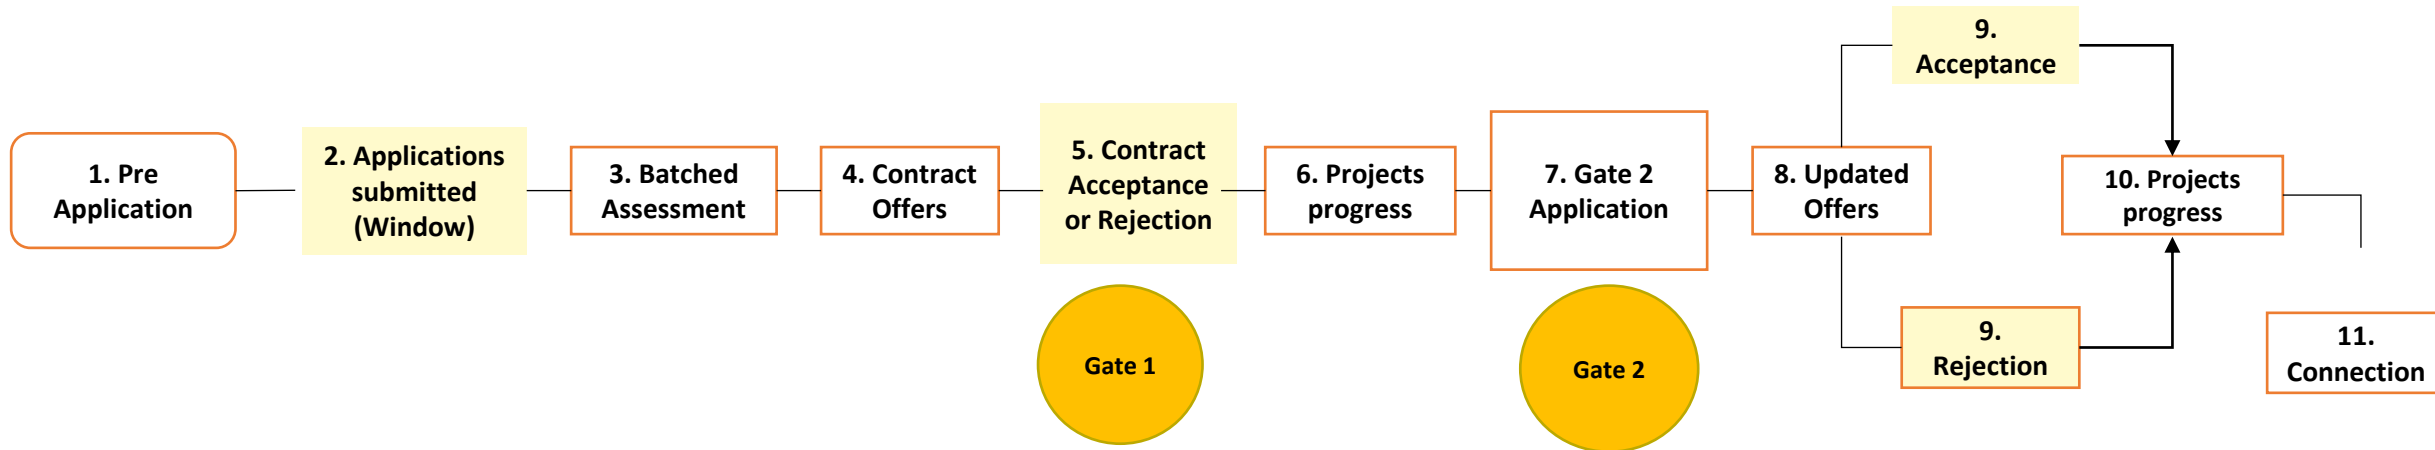 1. Pre
Application
2. Applications
submitted
(Window)
3. Batched
Assessment
4. Contract
Offers
5. Contract
Acceptance
or Rejection
Gate 1
6. Projects
progress
7. Gate 2
Application
Gate 2
8. Updated
Offers
9.
Acceptance
9.
Rejection
10. Projects
progress
11.
Connection